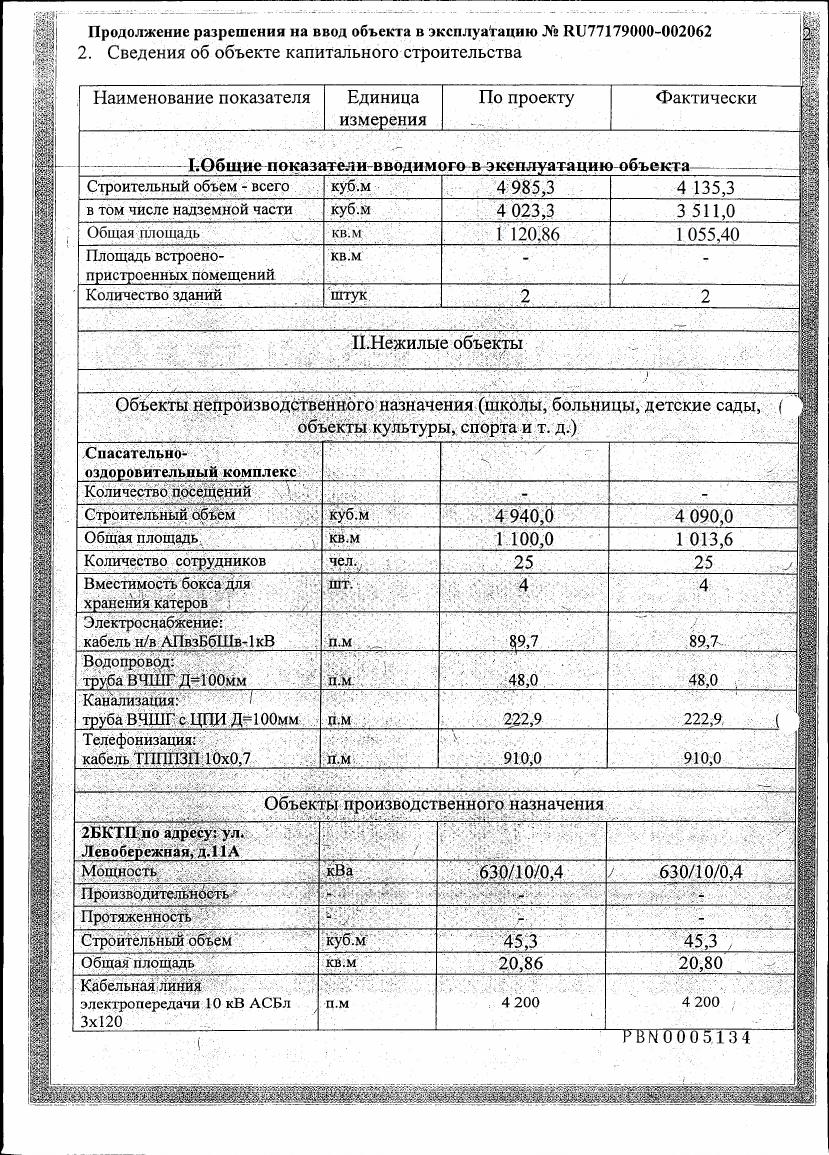 Продолжение разрешения на ввод объекта в эксплуатацию № RU77179000-002062
2
2. Сведения об объекте капитального строительства
Наименование показателя Единица измерения По проекту Фактически
I.Общие показатели вводимого в эксплуатацию объекта
Строительный объем - всего куб.м 4 985,3 4 135,3
в том числе надземной части куб.м 4 023,3 3 511,0
Общая площадь кв.м 1 120,86 1 055,40
Площадь встроено- кв.м - -
пристроенных помещений
Количество зданий штук 2 2
II.Нежилые объекты
Объекты непроизводственного назначения (школы, больницы, детские сады,
объекты культуры, спорта и т. д.)
Спасательно-
оздоровительный комплекс
Количество посещений - -
Строительный объем куб.м 4 940,0 4 090,0
Общая площадь кв.м 1 100,0 1 013,6
Количество сотрудников чел. 25 25
Вместимость бокса для шт. 4 4
хранения катеров
Электроснабжение:
кабель н/в АПвзБбШв-1кВ п.м 89,7 89,7
Водопровод:
труба ВЧШГ Д=100мм п.м 48,0 48,0
Канализация:
труба ВЧШГ с ЦПИ Д=100мм п.м 222,9 222,9
Телефонизация:
кабель ТПППЗП 10х0,7 п.м 910,0 910,0
Объекты производственного назначения
2БКТП по адресу: ул.
Левобережная, д.11А
Мощность кВа 630/10/0,4 630/10/0,4
Производительность - - -
Протяженность - - -
Строительный объем куб.м 45,3 45,3
Общая площадь кв.м 20,86 20,80
Кабельная линия
электропередачи 10 кВ АСБл п.м 4 200 4 200
3х120
PBN0005134